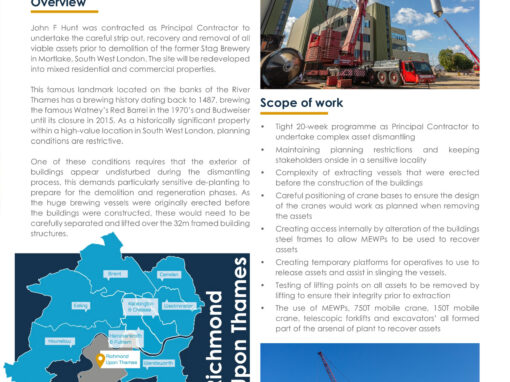 Overview
John F Hunt was contracted as Principal Contractor to
undertake the careful strip out, recovery and removal of all
viable assets prior to demolition of the former Stag Brewery
in Mortlake, South West London. The site will be redeveloped
into mixed residential and commercial properties.
This famous landmark located on the banks of the River
Thames has a brewing history dating back to 1487, brewing
the famous Watney's Red Barrel in the 1970's and Budweiser
until its closure in 2015. As a historically significant property
within a high-value location in South West London, planning
conditions are restrictive.
One of these conditions requires that the exterior of
buildings appear undisturbed during the dismantling
process, this demands particularly sensitive de-planting to
prepare for the demolition and regeneration phases. As
the huge brewing vessels were originally erected before
the buildings were constructed, these would need to be
carefully separated and lifted over the 32m framed building
structures.
Brent
Camden
Ealing
Kensington
& Chelsea
Westminster
Hounslow
Hammersmith
& Fulham
Richmond
Upon Thames
Wandsworth
Richmond
Upon Thames
Scope of work
• Tight 20-week programme as Principal Contractor to
undertake complex asset dismantling
• Maintaining planning restrictions and keeping
stakeholders onside in a sensitive locality
• Complexity of extracting vessels that were erected
before the construction of the buildings
• Careful positioning of crane bases to ensure the design
of the cranes would work as planned when removing
the assets
• Creating access internally by alteration of the buildings
steel frames to allow MEWPs to be used to recover
assets
• Creating temporary platforms for operatives to use to
release assets and assist in slinging the vessels.
• Testing of lifting points on all assets to be removed by
lifting to ensure their integrity prior to extraction
• The use of MEWPs, 750T mobile crane, 150T mobile
crane, telescopic forklifts and excavators' all formed
part of the arsenal of plant to recover assets